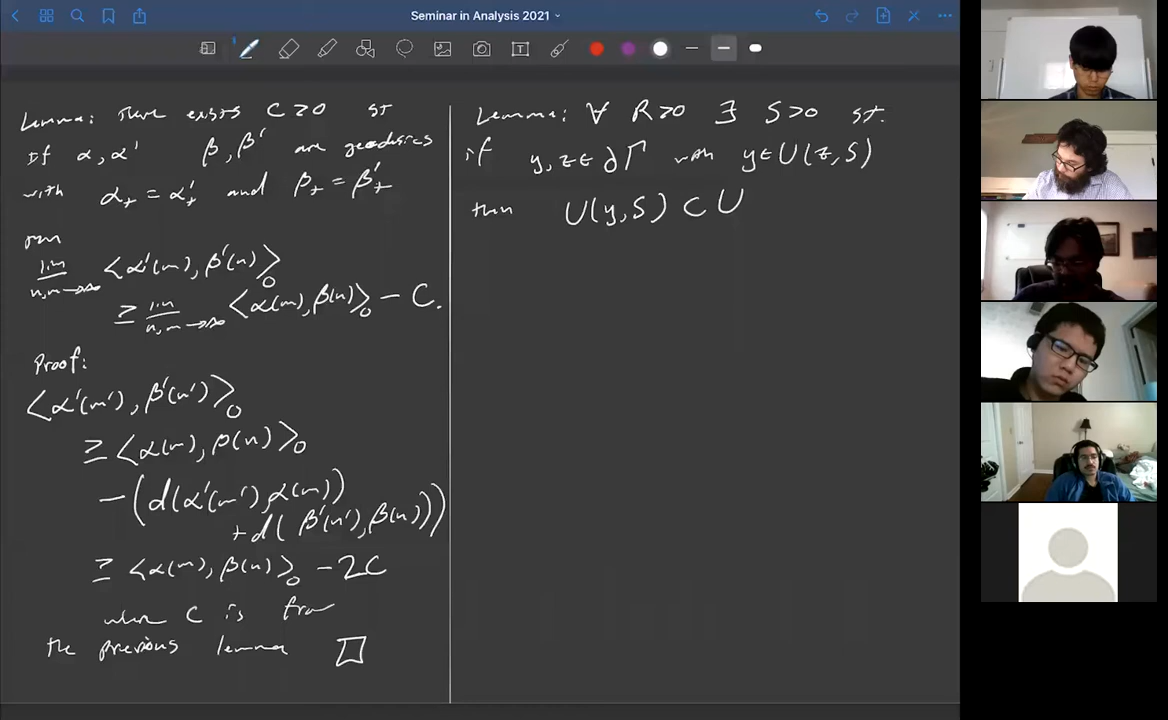 Seminar in Analysis 2021
Lemma: There exists C ≥ 0 st
if α, α' β, β' are geodesics
with α₊ = α'₊ and β₊ = β'₊
then
lim n,m→∞ ⟨α'(m), β'(n)⟩₀
≥ lim n,m→∞ ⟨α(m), β(n)⟩₀ − C.
Proof:
⟨α'(m'), β'(n')⟩₀
≥ ⟨α(m), β(n)⟩₀
− (d(α'(m'), α(m))
+ d(β'(n'), β(n)))
≥ ⟨α(m), β(n)⟩₀ − 2C
where C is from
the previous lemma □
Lemma: ∀ R>0 ∃ S>0 st.
if y, z ∈ ∂Γ with y ∈ U(z, S)
then U(y, S) ⊂ U